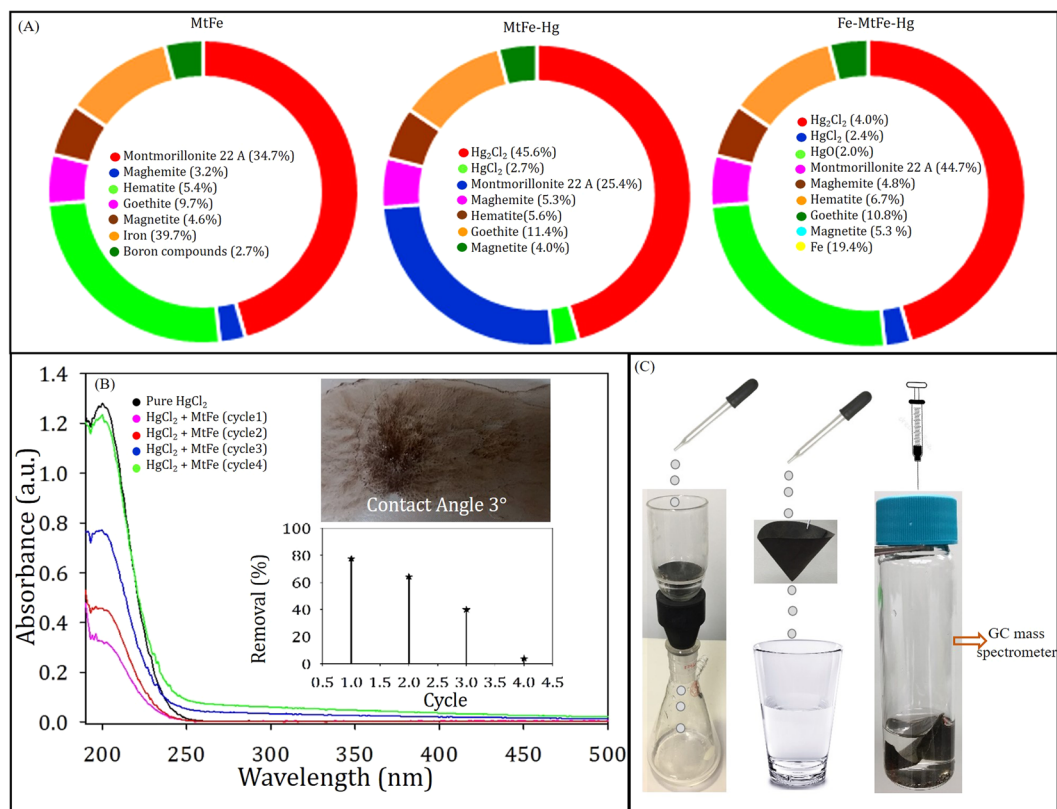 (A)
MtFe
MtFe-Hg
Fe-MtFe-Hg
Montmorillonite 22 A (34.7%)
Maghemite (3.2%)
Hematite (5.4%)
Goethite (9.7%)
Magnetite (4.6%)
Iron (39.7%)
Boron compounds (2.7%)
Hg₂Cl₂ (45.6%)
HgCl₂ (2.7%)
Montmorillonite 22 A (25.4%)
Maghemite (5.3%)
Hematite(5.6%)
Goethite (11.4%)
Magnetite (4.0%)
Hg₂Cl₂ (4.0%)
HgCl₂ (2.4%)
HgO(2.0%)
Montmorillonite 22 A (44.7%)
Maghemite (4.8%)
Hematite (6.7%)
Goethite (10.8%)
Magnetite (5.3 %)
Fe (19.4%)
(B)
Absorbance (a.u.)
1.4
1.2
1.0
0.8
0.6
0.4
0.2
0.0
Pure HgCl₂
HgCl₂ + MtFe (cycle1)
HgCl₂ + MtFe (cycle2)
HgCl₂ + MtFe (cycle3)
HgCl₂ + MtFe (cycle4)
Contact Angle 3°
Removal (%)
100
80
60
40
20
0
0.5 1.0 1.5 2.0 2.5 3.0 3.5 4.0 4.5
Cycle
200 250 300 350 400 450 500
Wavelength (nm)
(C)
GC mass
spectrometer